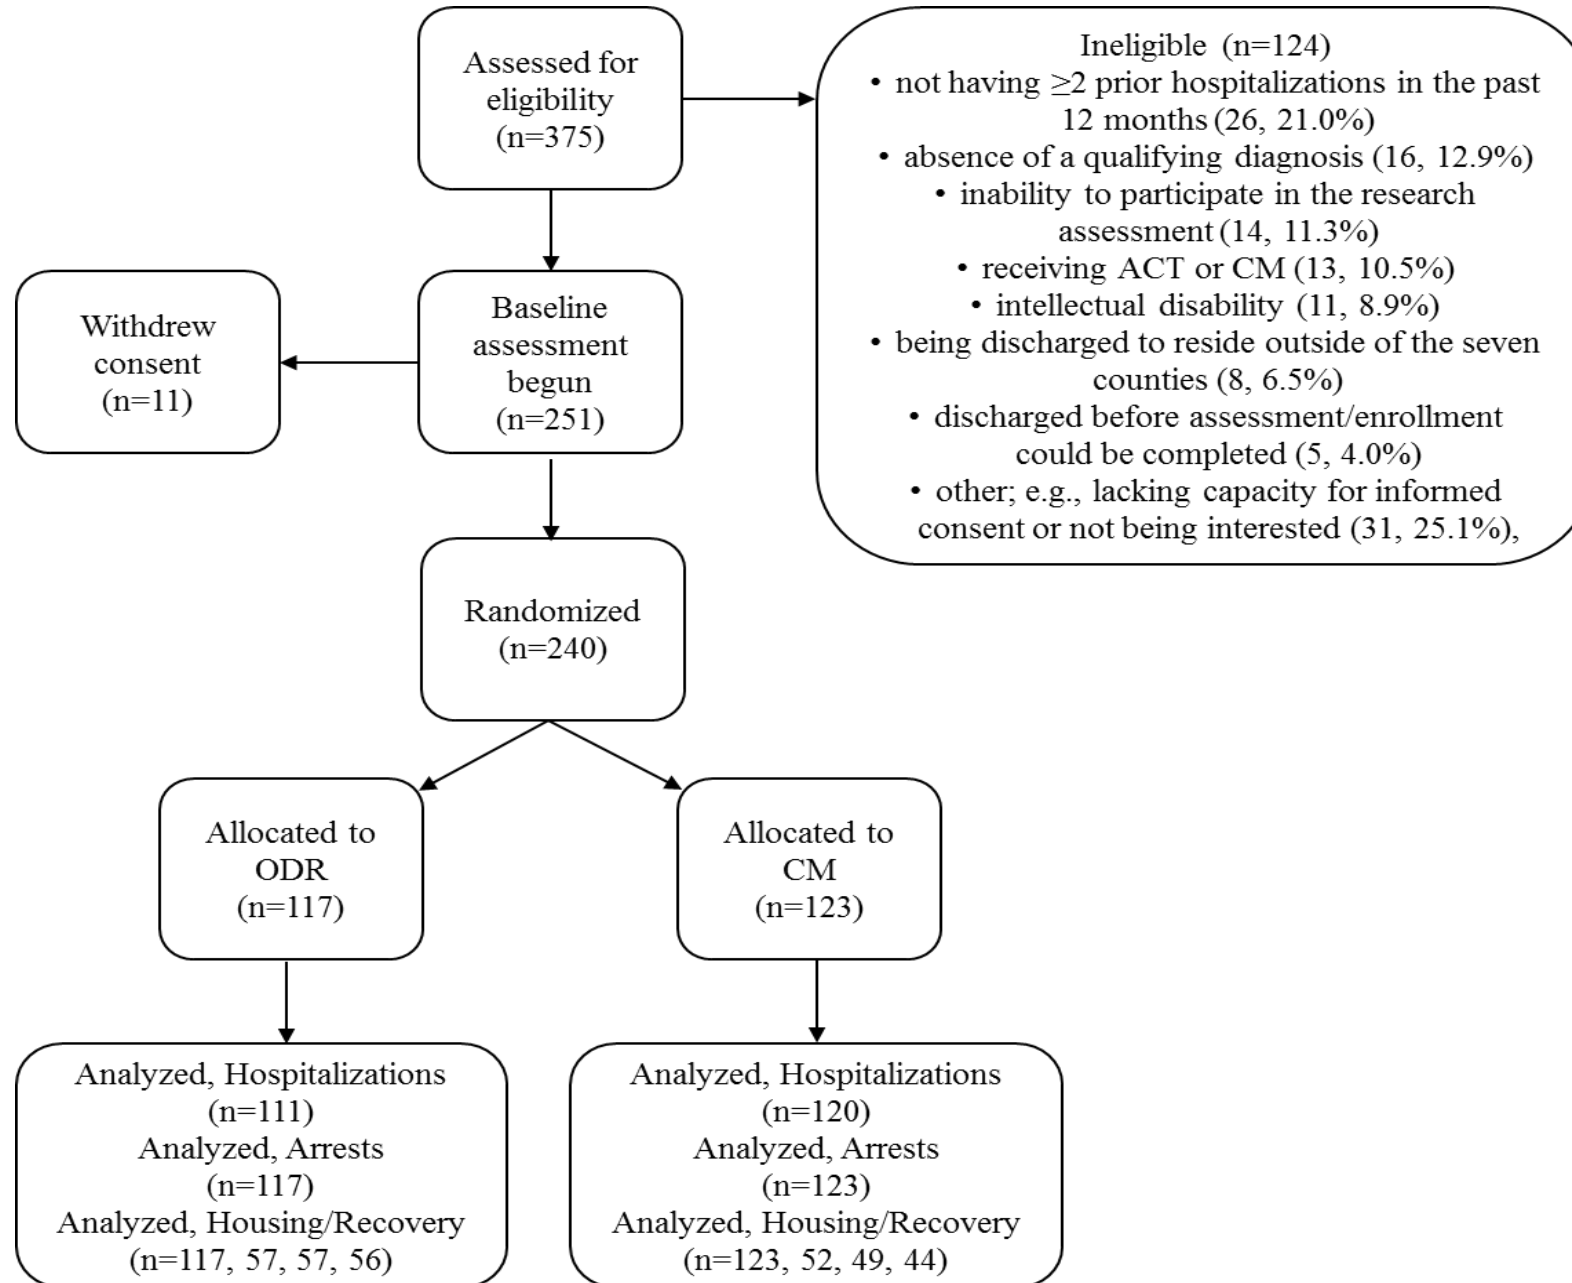 Assessed for
eligibility
(n=375)
Ineligible (n=124)
• not having ≥2 prior hospitalizations in the past
12 months (26, 21.0%)
• absence of a qualifying diagnosis (16, 12.9%)
• inability to participate in the research
assessment (14, 11.3%)
• receiving ACT or CM (13, 10.5%)
• intellectual disability (11, 8.9%)
• being discharged to reside outside of the seven
counties (8, 6.5%)
• discharged before assessment/enrollment
could be completed (5, 4.0%)
• other; e.g., lacking capacity for informed
consent or not being interested (31, 25.1%),
Withdrew
consent
(n=11)
Baseline
assessment
begun
(n=251)
Randomized
(n=240)
Allocated to
ODR
(n=117)
Allocated to
CM
(n=123)
Analyzed, Hospitalizations
(n=111)
Analyzed, Arrests
(n=117)
Analyzed, Housing/Recovery
(n=117, 57, 57, 56)
Analyzed, Hospitalizations
(n=120)
Analyzed, Arrests
(n=123)
Analyzed, Housing/Recovery
(n=123, 52, 49, 44)